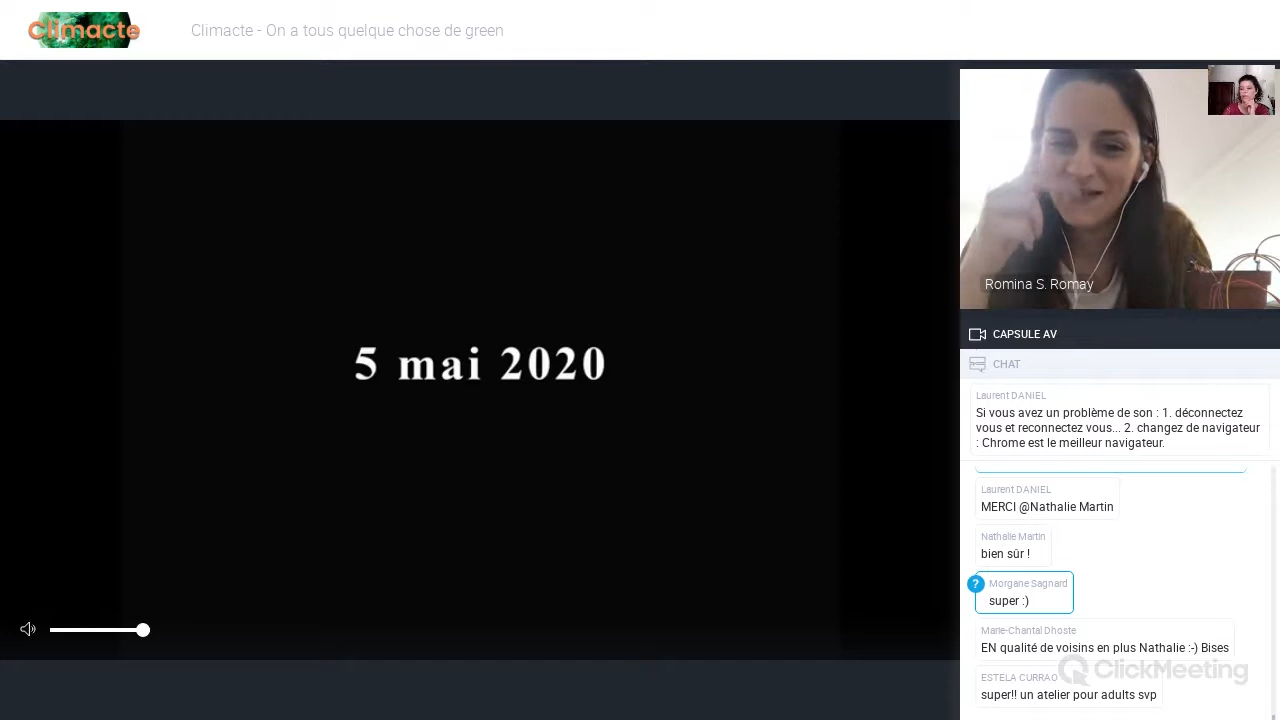 Climacte
Climacte - On a tous quelque chose de green
5 mai 2020
Romina S. Romay
CAPSULE AV
CHAT
Laurent DANIEL
Si vous avez un problème de son : 1. déconnectez
vous et reconnectez vous... 2. changez de navigateur
: Chrome est le meilleur navigateur.
Laurent DANIEL
MERCI @Nathalie Martin
Nathalie Martin
bien sûr !
?
Morgane Sagnard
super :)
Marie-Chantal Dhoste
EN qualité de voisins en plus Nathalie :-) Bises
ClickMeeting
ESTELA CURRAO
super!! un atelier pour adults svp